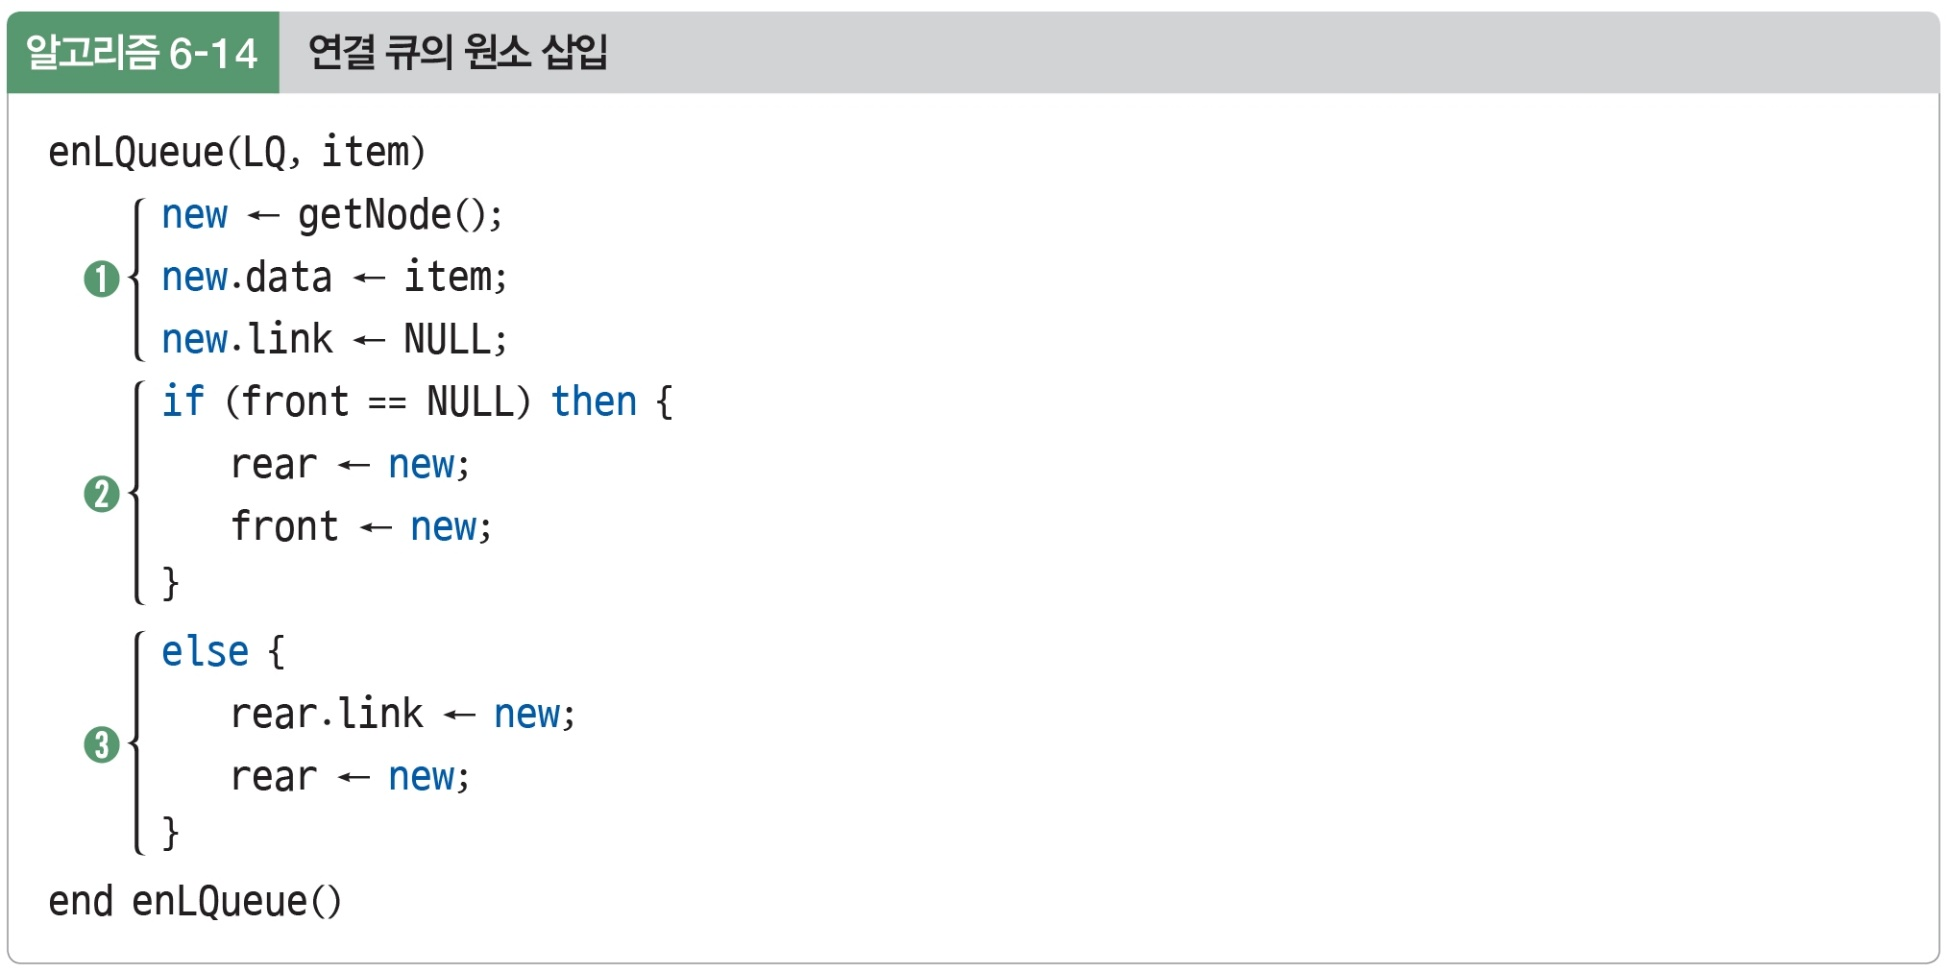 알고리즘 6-14 연결 큐의 원소 삽입
enLQueue(LQ, item)
new ← getNode();
❶ new.data ← item;
new.link ← NULL;
if (front == NULL) then {
rear ← new;
❷
front ← new;
}
else {
rear.link ← new;
❸
rear ← new;
}
end enLQueue()